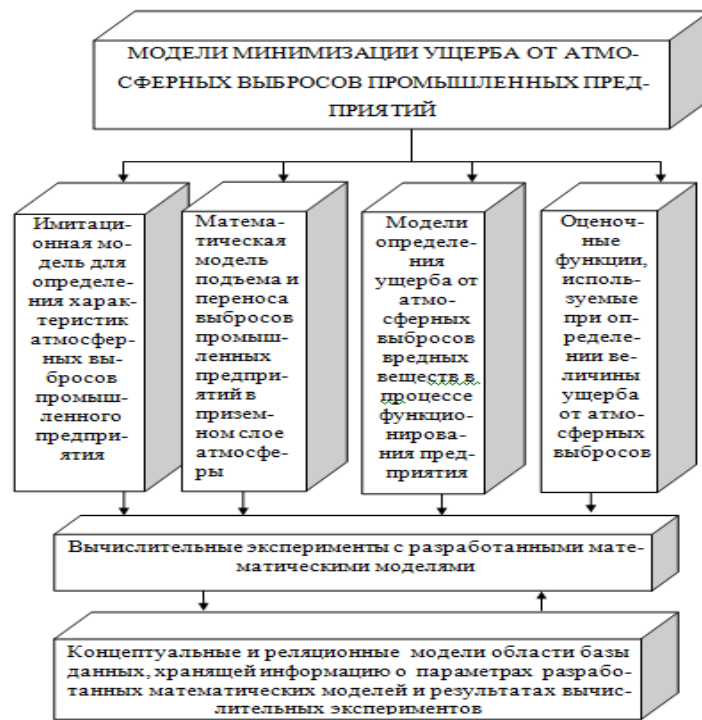 МОДЕЛИ МИНИМИЗАЦИИ УЩЕРБА ОТ АТМО-
СФЕРНЫХ ВЫБРОСОВ ПРОМЫШЛЕННЫХ ПРЕД-
ПРИЯТИЙ
Имитаци-
онная мо-
дель для
определе-
ния харак-
теристик
атмосфер-
ных вы-
бросов
промыш-
ленного
предприя-
тия
Матема-
тическая
модель
подъема и
переноса
выбросов
промыш-
ленных
предприя-
тий в
призем-
ном слое
атмосфе-
ры
Модели
определе-
ния
ущерба от
атмо-
сферных
выбросов
вредных
веществ в
процессе
функцио-
нирова-
ния пред-
приятия
Оценоч-
ные
функции,
исполь-
зуемые
при оп-
ределе-
нии ве-
личины
ущерба
от атмо-
сферных
выбросов
Вычислительные эксперименты с разработанными мате-
матическими моделями
Концептуальные и реляционные модели области базы
данных, хранящей информацию о параметрах разрабо-
танных математических моделей и результатах вычис-
лительных экспериментов